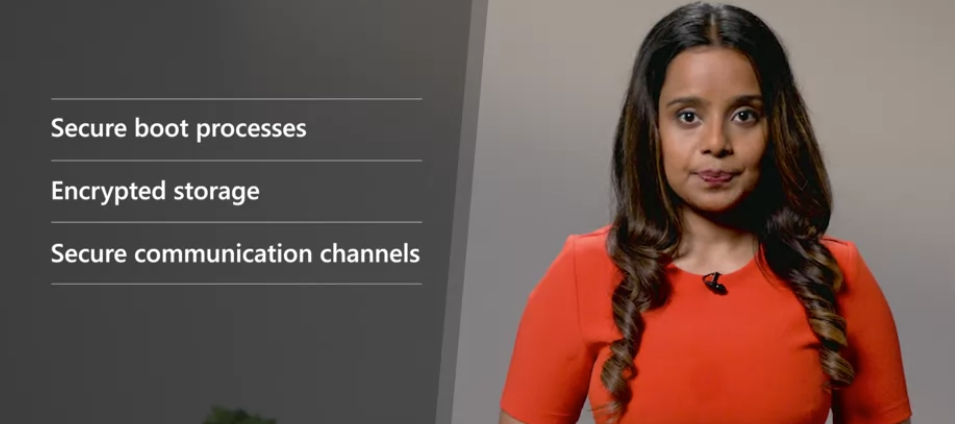 Secure boot processes
Encrypted storage
Secure communication channels